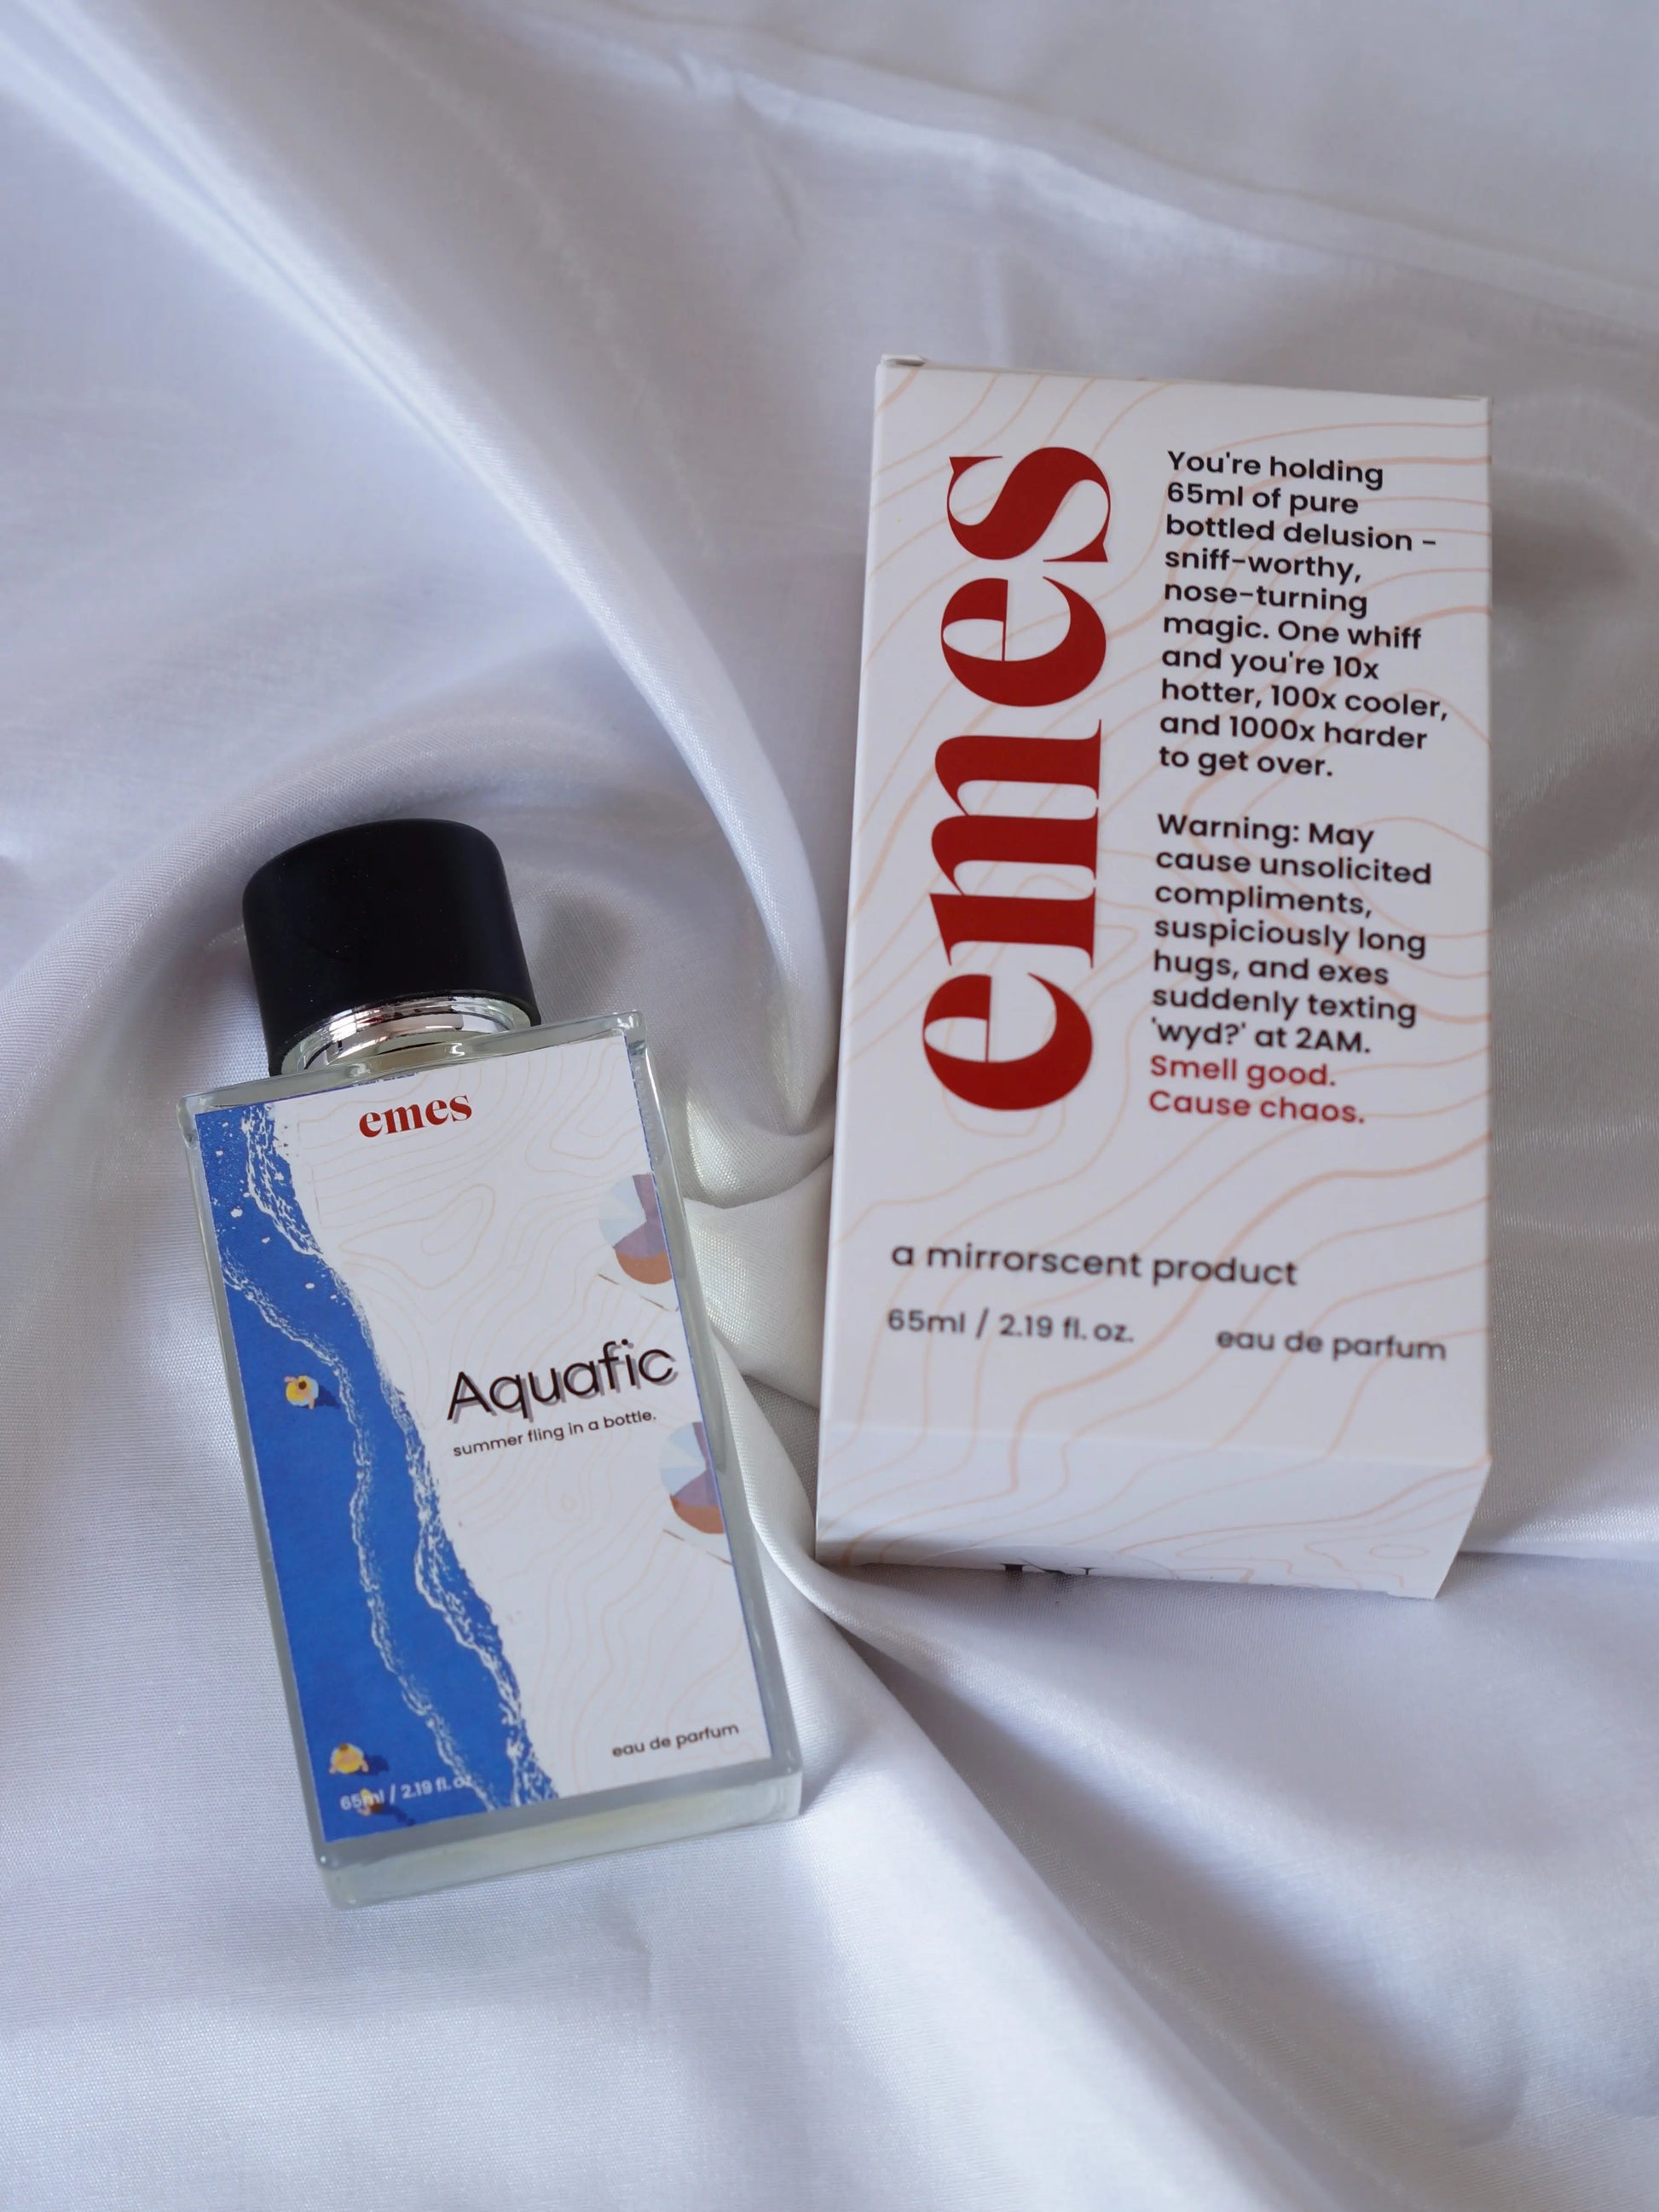 emes
Aquafic
summer fling in a bottle.
eau de parfum
65ml / 2.19 fl. oz
emes
You're holding
65ml of pure
bottled delusion -
sniff-worthy,
nose-turning
magic. One whiff
and you're 10x
hotter, 100x cooler,
and 1000x harder
to get over.
Warning: May
cause unsolicited
compliments,
suspiciously long
hugs, and exes
suddenly texting
'wyd?' at 2AM.
Smell good.
Cause chaos.
a mirrorscent product
65ml / 2.19 fl. oz.
eau de parfum